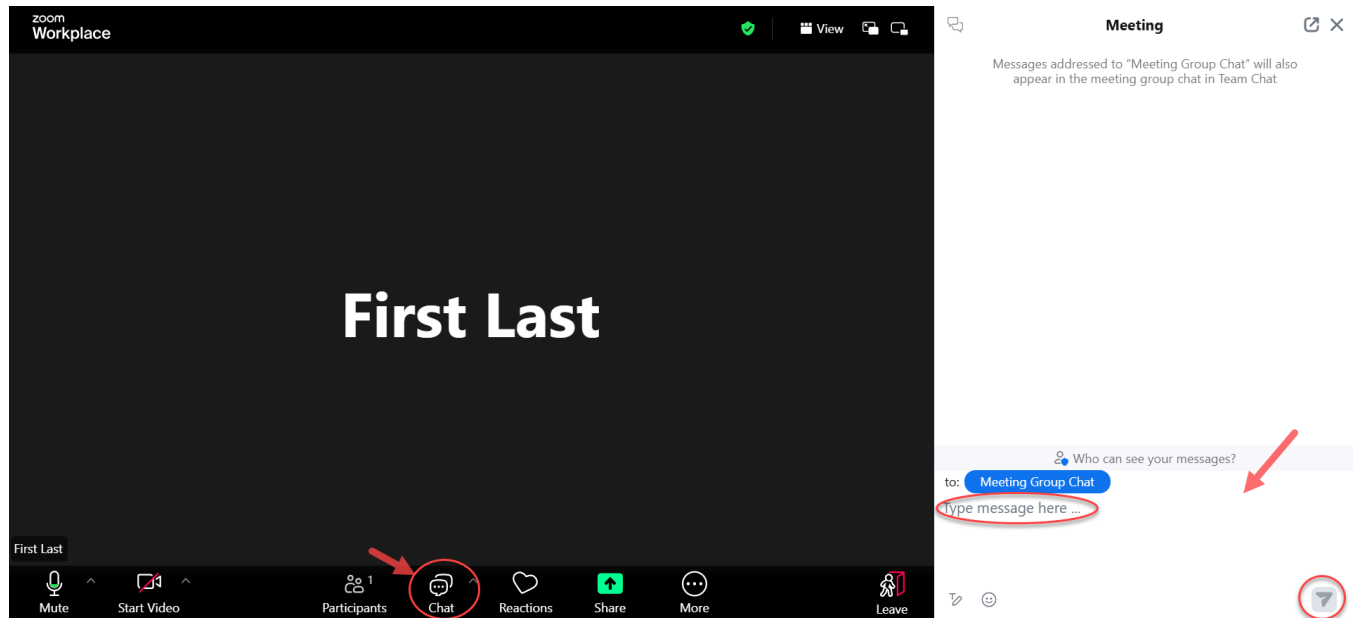 zoom
Workplace
View
First Last
First Last
Mute
Start Video
Participants
1
Chat
Reactions
Share
More
Leave
Meeting
Messages addressed to "Meeting Group Chat" will also
appear in the meeting group chat in Team Chat
Who can see your messages?
to: Meeting Group Chat
Type message here ...